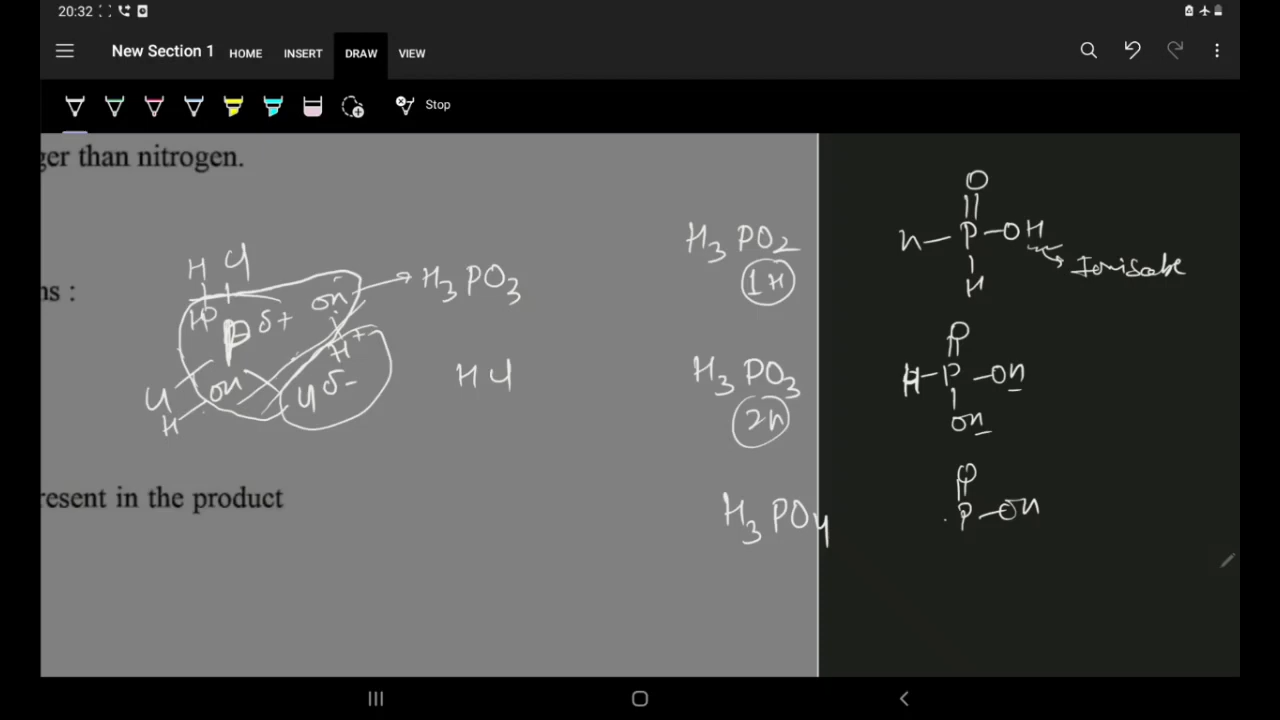 20:32
New Section 1 HOME INSERT DRAW VIEW
Stop
ger than nitrogen.
ns :
resent in the product
H Cl
P δ+ OH
H+
Cl OH Cl δ-
H
H3PO3
HCl
H3PO2
1H
H3PO3
2H
H3PO4
O
H-P-OH
H
Ionisable
O
H-P-OH
OH
O
P-OH